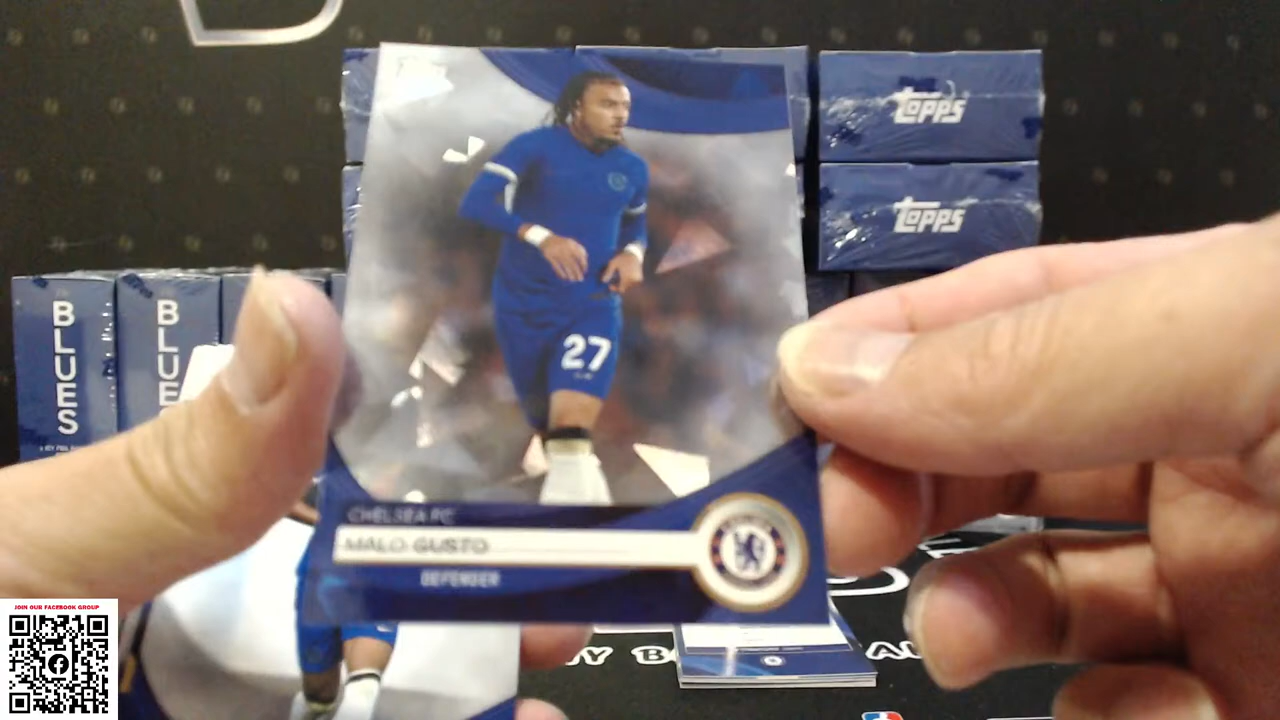 TOPPS
TOPPS
BLUES
BLUE
27
CHELSEA FC
MALO GUSTO
DEFENDER
JOIN OUR FACEBOOK GROUP